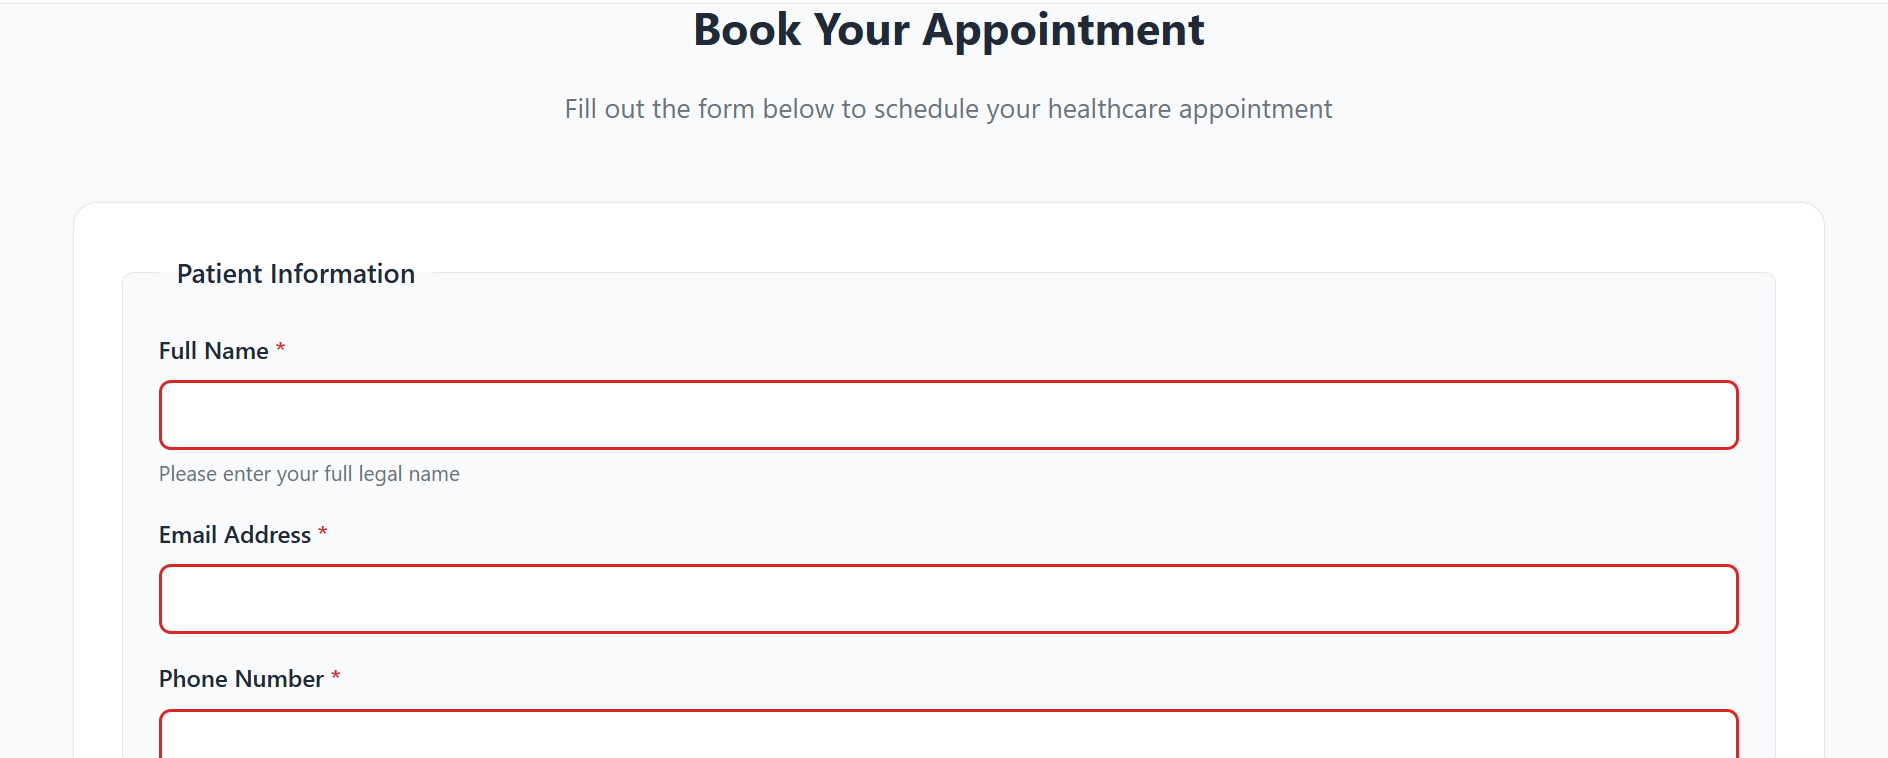 Book Your Appointment
Fill out the form below to schedule your healthcare appointment
Patient Information
Full Name *
Please enter your full legal name
Email Address *
Phone Number *